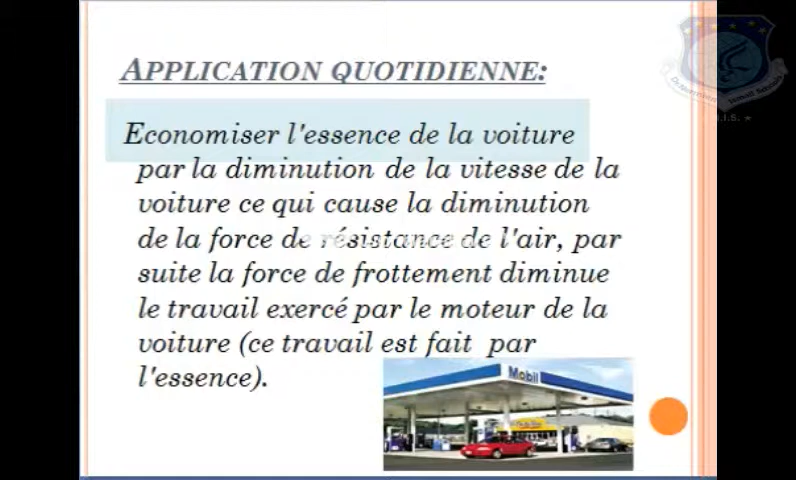 APPLICATION QUOTIDIENNE:
Economiser l'essence de la voiture
par la diminution de la vitesse de la
voiture ce qui cause la diminution
de la force de résistance de l'air, par
suite la force de frottement diminue
le travail exercé par le moteur de la
voiture (ce travail est fait par
l'essence).
Mobil